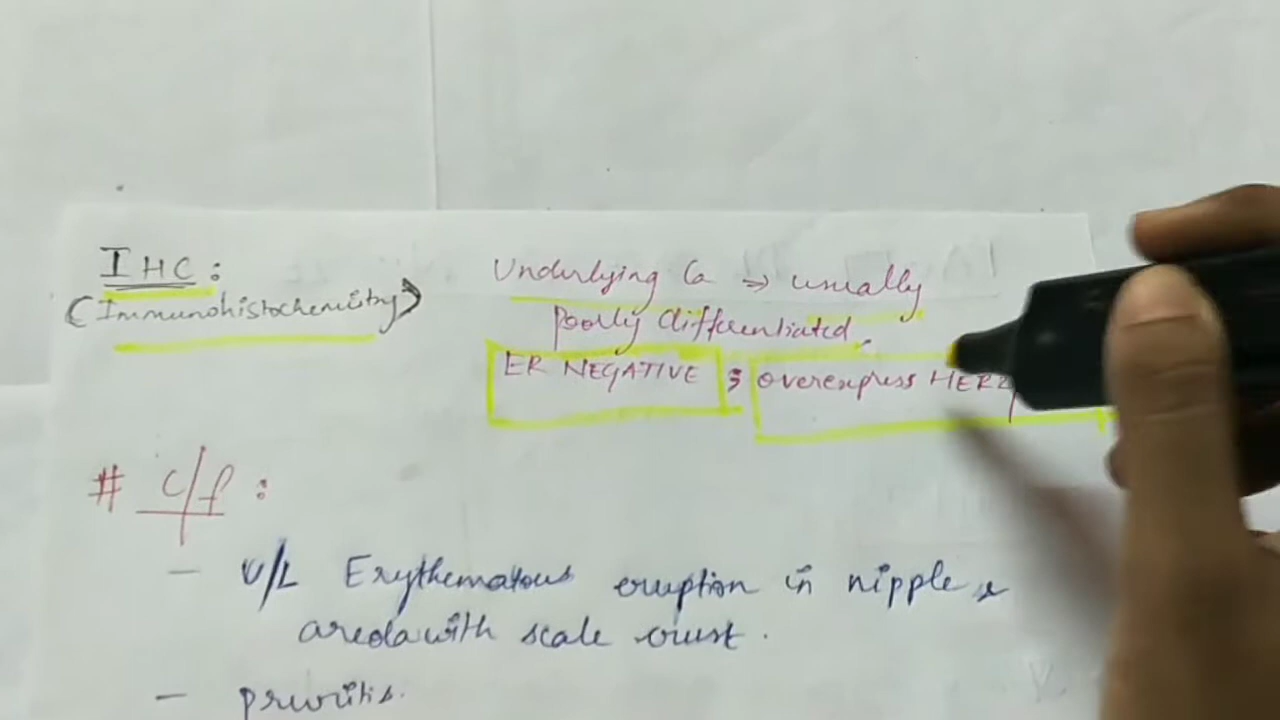 IHC :
(Immunohistochemistry)
Underlying Ca → usually
poorly differentiated.
ER NEGATIVE ; overexpress HER2
# C/f :
- U/L Erythematous eruption in nipple &
areola with scale crust.
- pruritis.